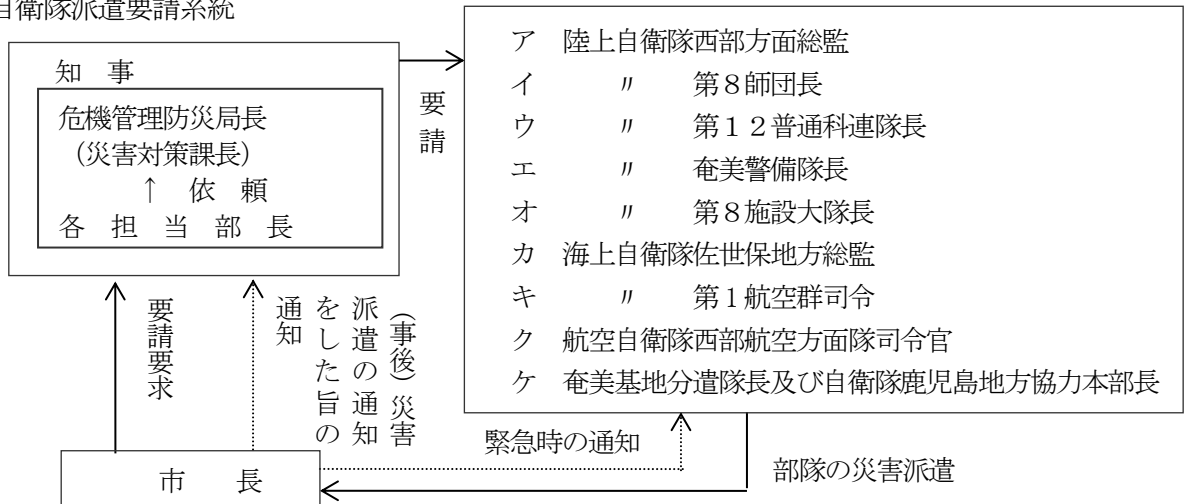 自衛隊派遣要請系統
知　事
危機管理防災局長
（災害対策課長）
↑　依　頼
各　担　当　部　長
要請
ア　陸上自衛隊西部方面総監
イ　　　〃　　　第８師団長
ウ　　　〃　　　第１２普通科連隊長
エ　　　〃　　　奄美警備隊長
オ　　　〃　　　第８施設大隊長
カ　海上自衛隊佐世保地方総監
キ　　　〃　　　第１航空群司令
ク　航空自衛隊西部航空方面隊司令官
ケ　奄美基地分遣隊長及び自衛隊鹿児島地方協力本部長
要請要求
（事後）災害
派遣の通知
をした旨の
通知
緊急時の通知
部隊の災害派遣
市　　長